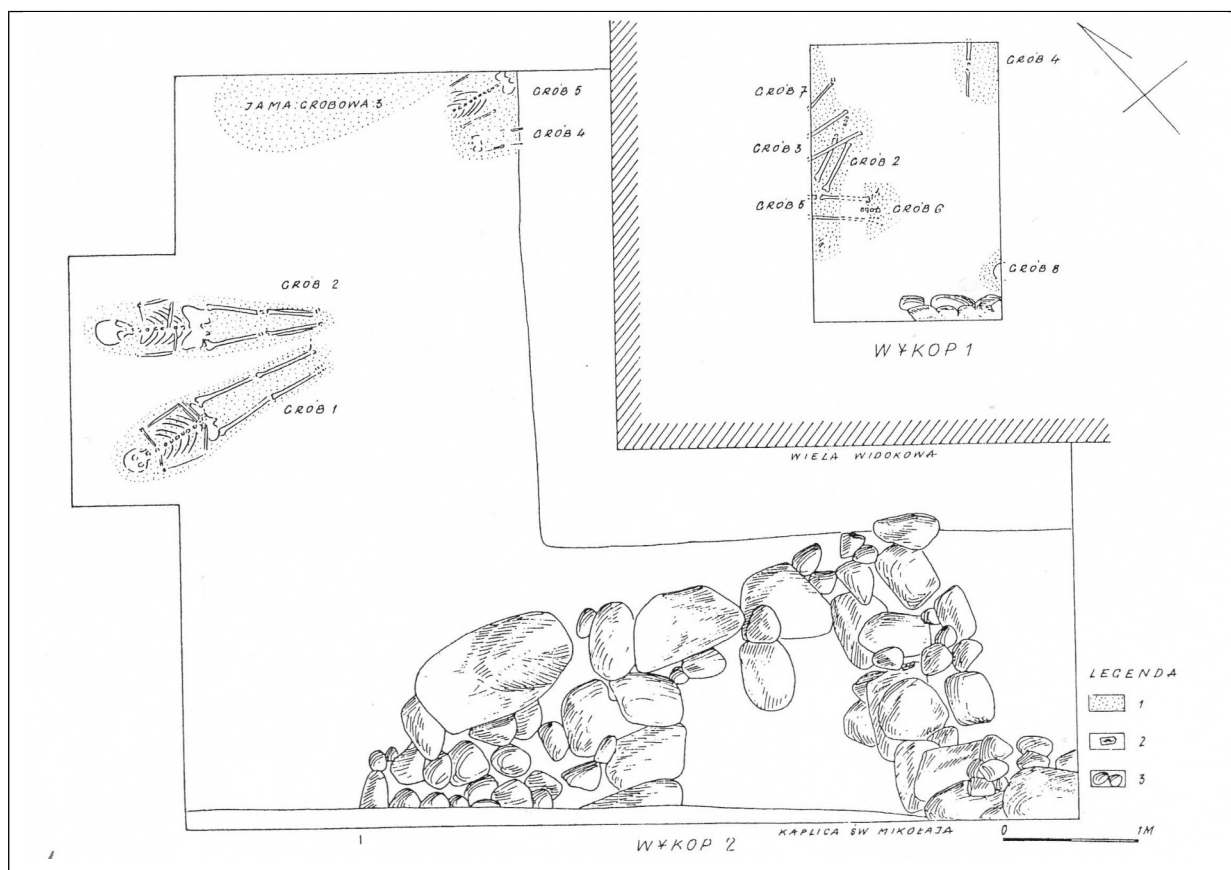 JAMA GROBOWA 3
GRÓB 5
GRÓB 4
GRÓB 7
GRÓB 4
GRÓB 3
GRÓB 2
GRÓB 5
GRÓB 6
GRÓB 8
WYKOP 1
GRÓB 2
GRÓB 1
WIEŻA WIDOKOWA
LEGENDA
1
2
3
KAPLICA ŚW MIKOŁAJA
0 1M
WYKOP 2